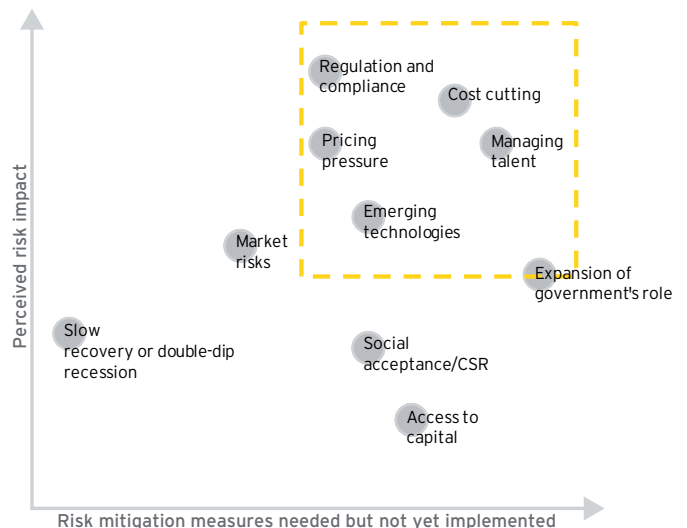 Perceived risk impact
Regulation and
compliance
Cost cutting
Pricing
pressure
Managing
talent
Emerging
technologies
Market
risks
Expansion of
government's role
Slow
recovery or double-dip
recession
Social
acceptance/CSR
Access to
capital
Risk mitigation measures needed but not yet implemented